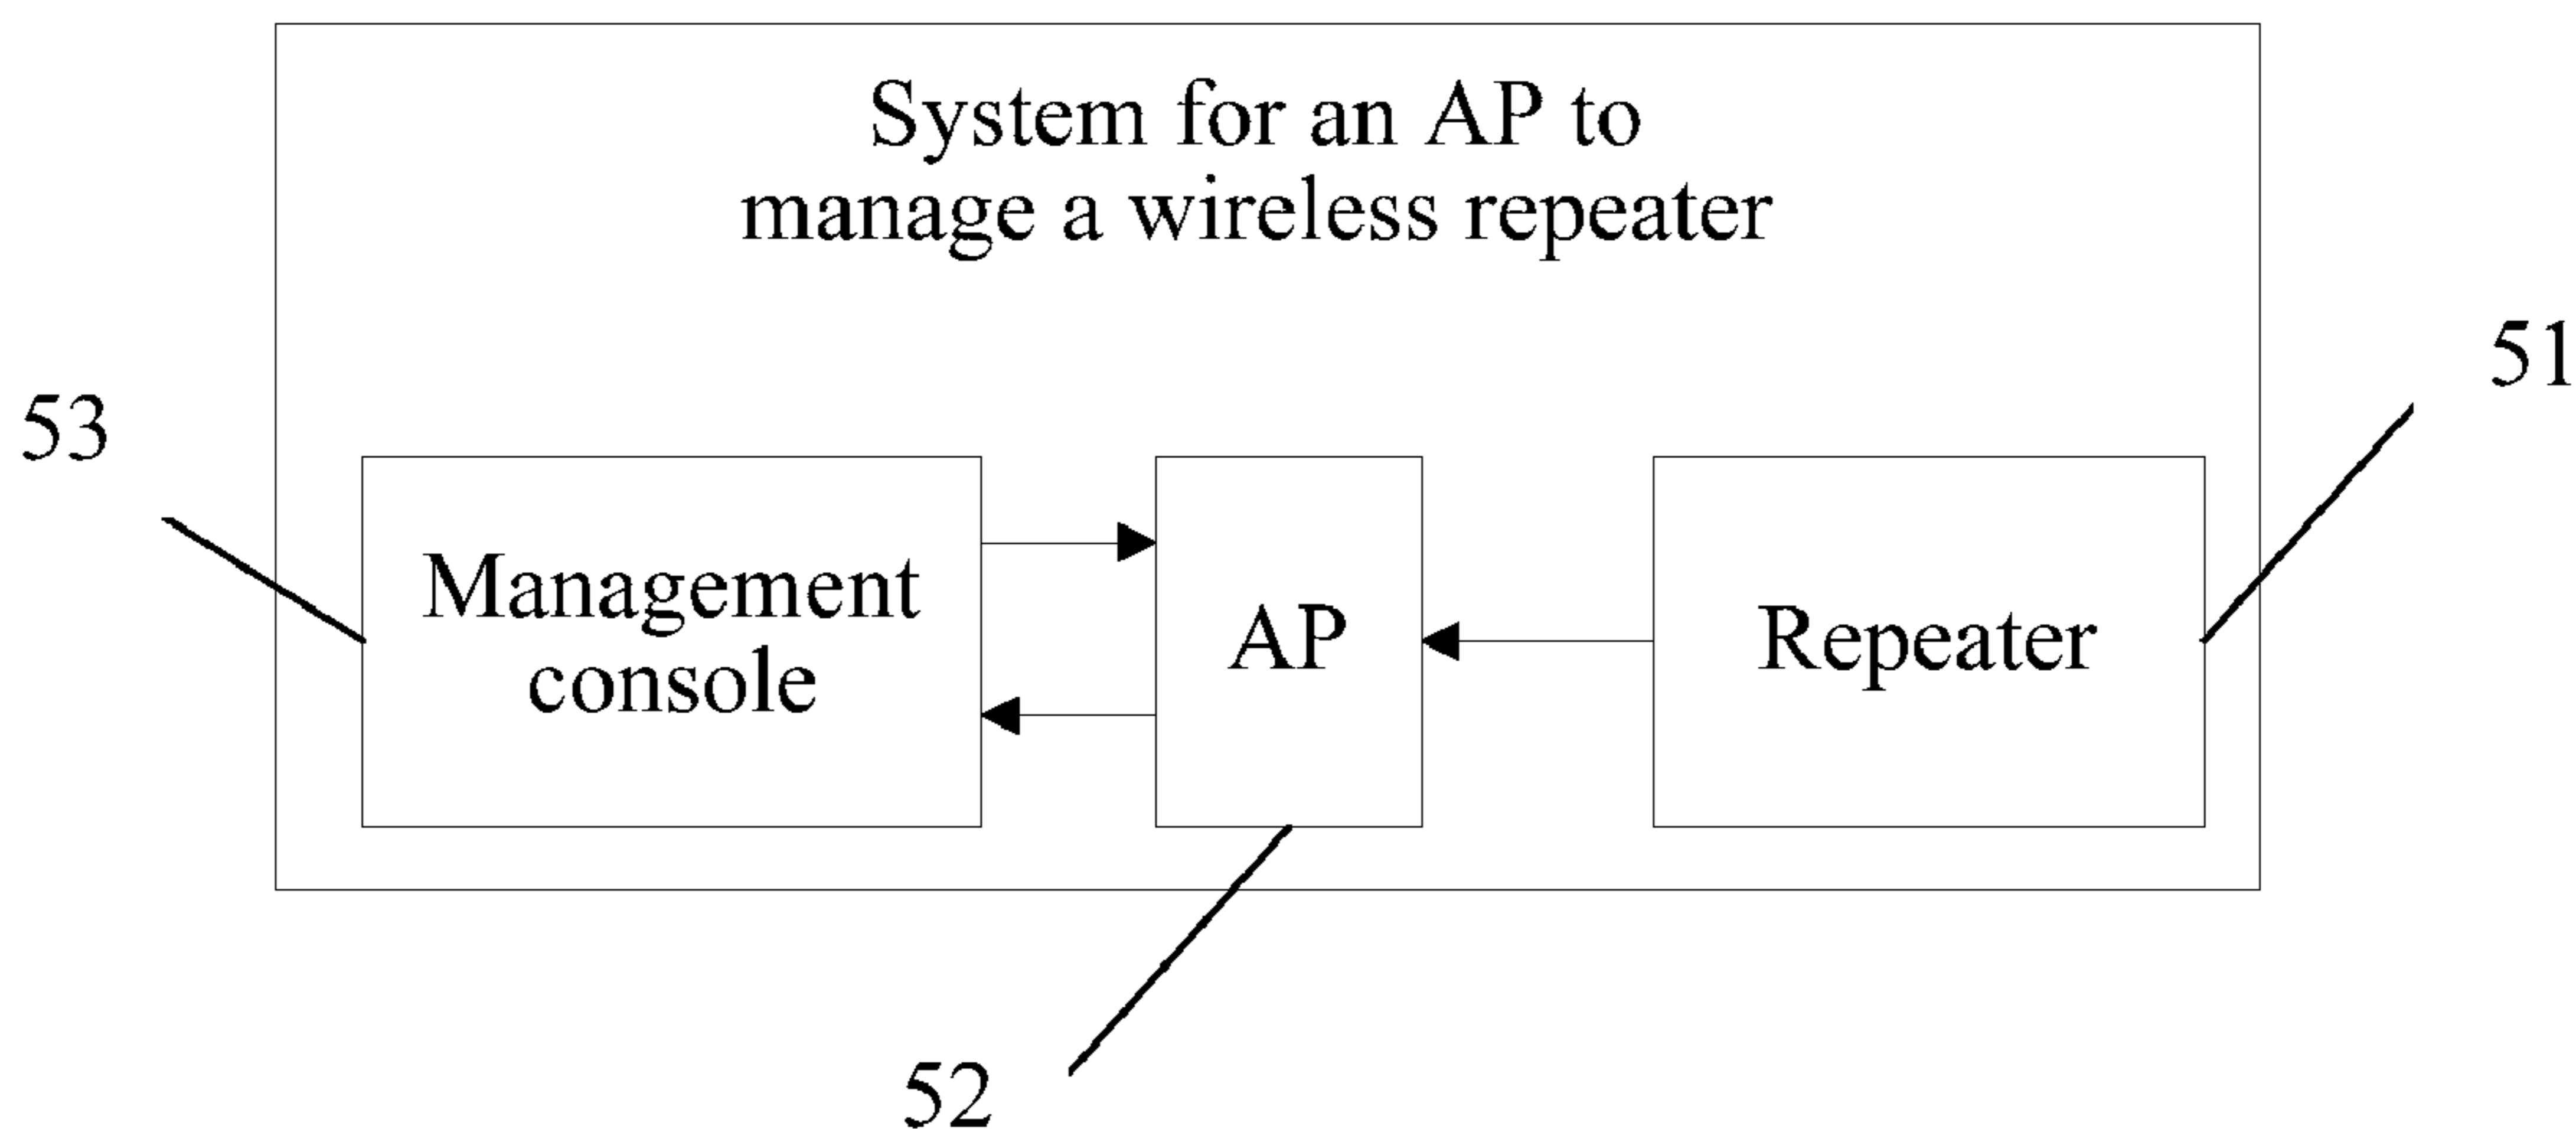 System for an AP to
manage a wireless repeater
51
53
Management
console
AP
Repeater
52